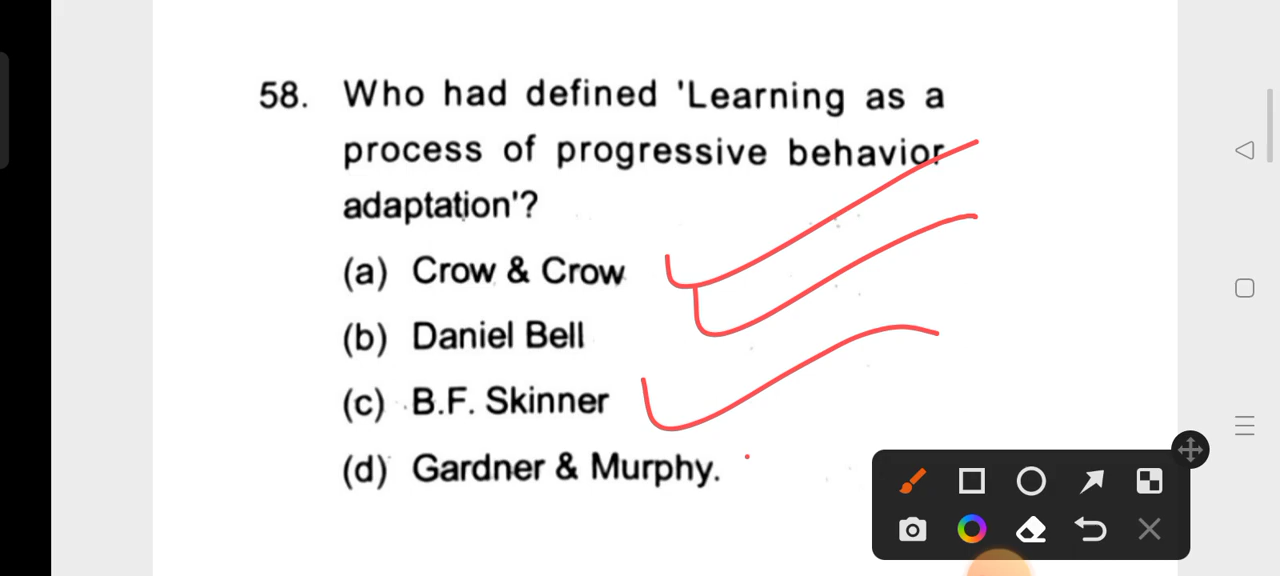 58. Who had defined 'Learning as a
process of progressive behavior
adaptation'?
(a) Crow & Crow
(b) Daniel Bell
(c) B.F. Skinner
(d) Gardner & Murphy.